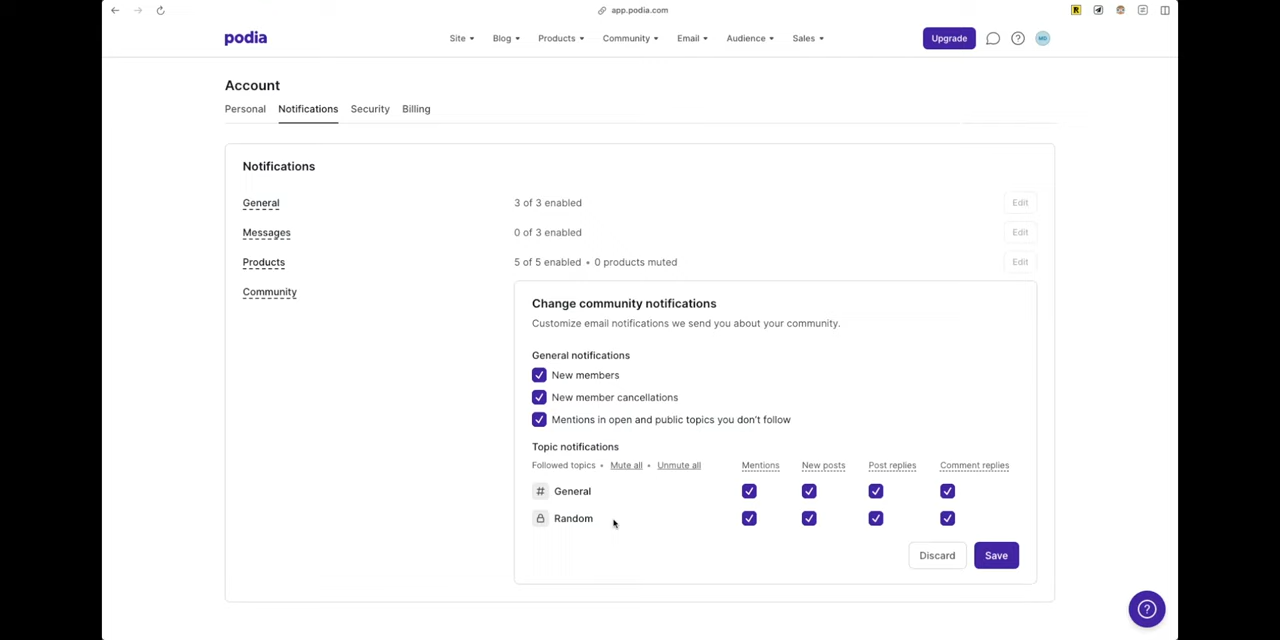 app.podia.com
R
podia
Site Blog Products Community Email Audience Sales Upgrade MD
Account
Personal Notifications Security Billing
Notifications
General 3 of 3 enabled Edit
Messages 0 of 3 enabled Edit
Products 5 of 5 enabled • 0 products muted Edit
Community
Change community notifications
Customize email notifications we send you about your community.
General notifications
New members
New member cancellations
Mentions in open and public topics you don't follow
Topic notifications
Followed topics • Mute all • Unmute all Mentions New posts Post replies Comment replies
# General
Random
Discard Save